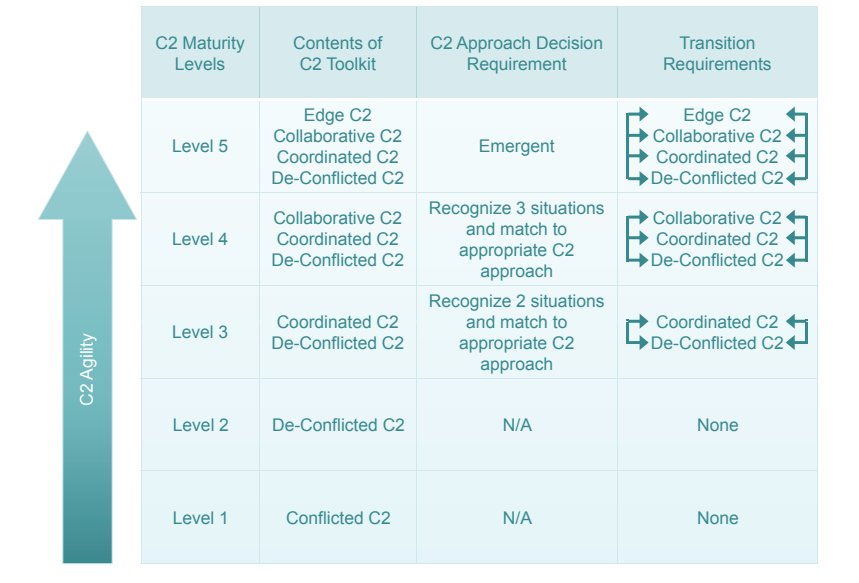 C2 Maturity
Levels
Contents of
C2 Toolkit
C2 Approach Decision
Requirement
Transition
Requirements
Level 5
Edge C2
Collaborative C2
Coordinated C2
De-Conflicted C2
Emergent
Edge C2
Collaborative C2
Coordinated C2
De-Conflicted C2
Level 4
Collaborative C2
Coordinated C2
De-Conflicted C2
Recognize 3 situations
and match to
appropriate C2
approach
Collaborative C2
Coordinated C2
De-Conflicted C2
Level 3
Coordinated C2
De-Conflicted C2
Recognize 2 situations
and match to
appropriate C2
approach
Coordinated C2
De-Conflicted C2
Level 2
De-Conflicted C2
N/A
None
Level 1
Conflicted C2
N/A
None
C2 Agility